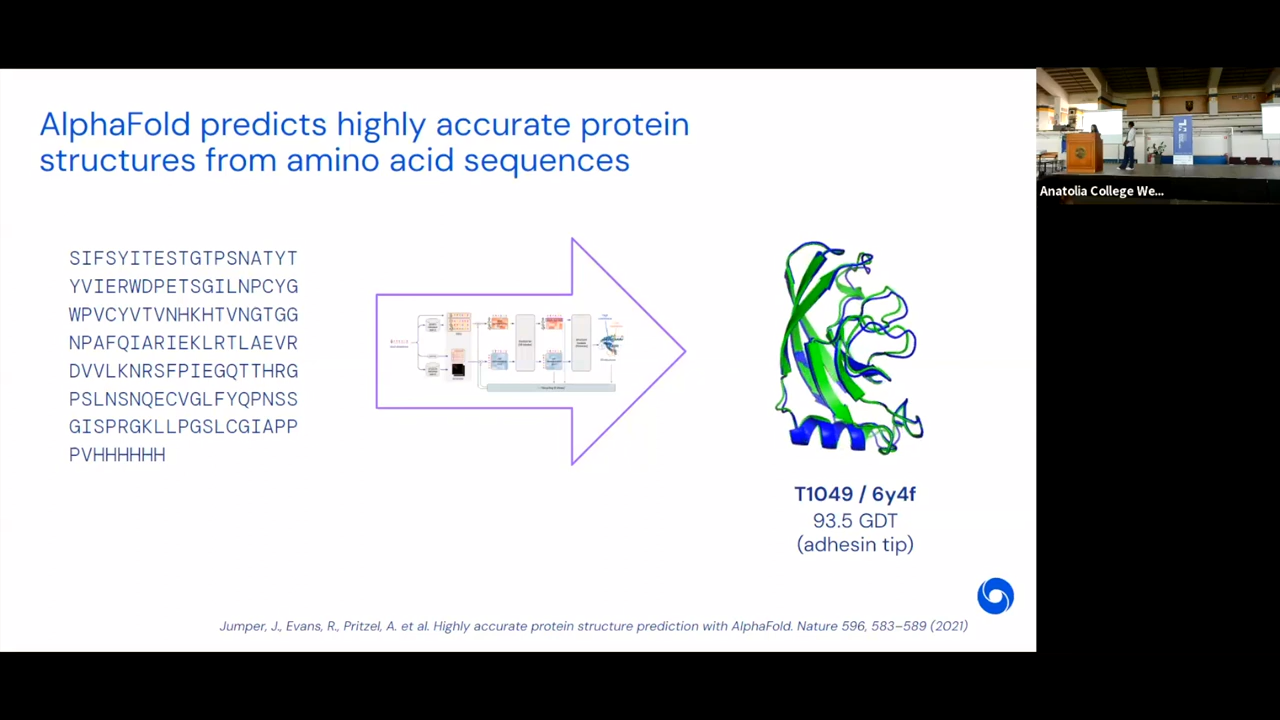 AlphaFold predicts highly accurate protein
structures from amino acid sequences
SIFSYITESTGTPSNATYT
YVIERWDPETSGILNPCYG
WPVCYVTVNHKHTVNGTGG
NPAFQIARIEKLRTLAEVR
DVVLKNRSFPIEGQTTHRG
PSLNSNQECVGLFYQPNSS
GISPRGKLLPGSLCGIAPP
PVHHHHHH
T1049 / 6y4f
93.5 GDT
(adhesin tip)
Jumper, J., Evans, R., Pritzel, A. et al. Highly accurate protein structure prediction with AlphaFold. Nature 596, 583–589 (2021)
Anatolia College We...